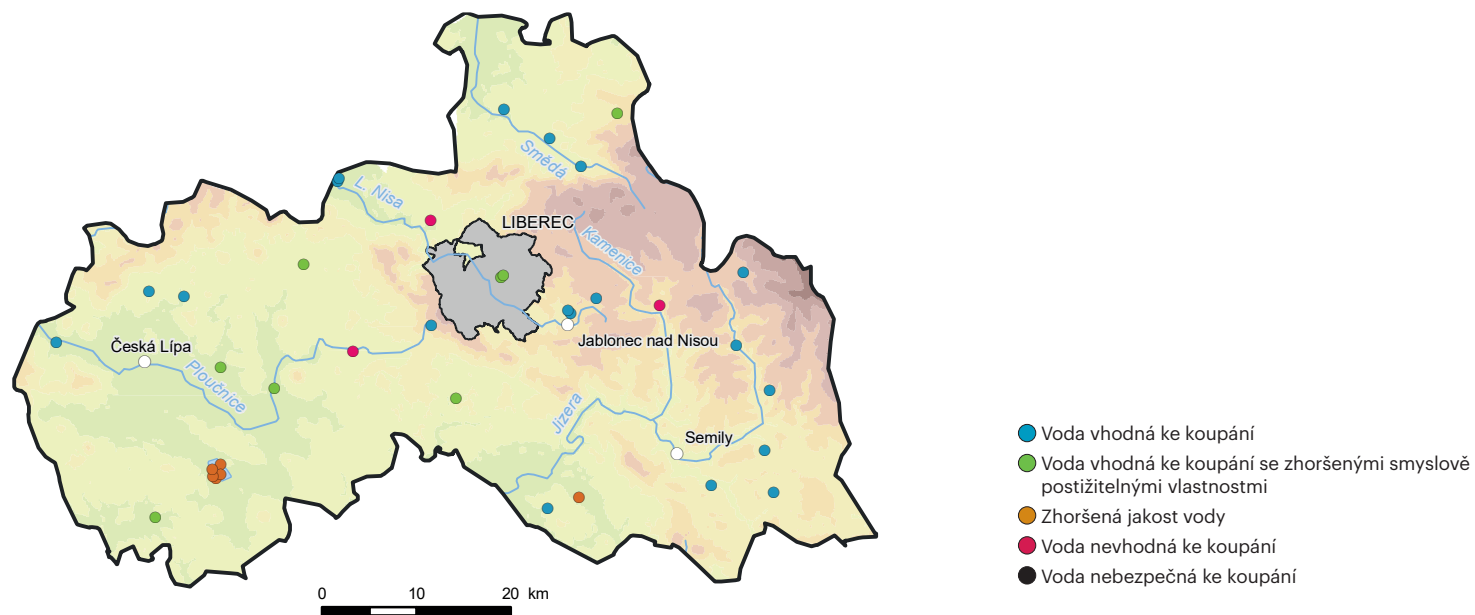 Smědá
L. Nisa
LIBEREC
Kamenice
Jablonec nad Nisou
Česká Lípa
Ploučnice
Jizera
Semily
Voda vhodná ke koupání
Voda vhodná ke koupání se zhoršenými smyslově
postižitelnými vlastnostmi
Zhoršená jakost vody
Voda nevhodná ke koupání
Voda nebezpečná ke koupání
0 10 20 km